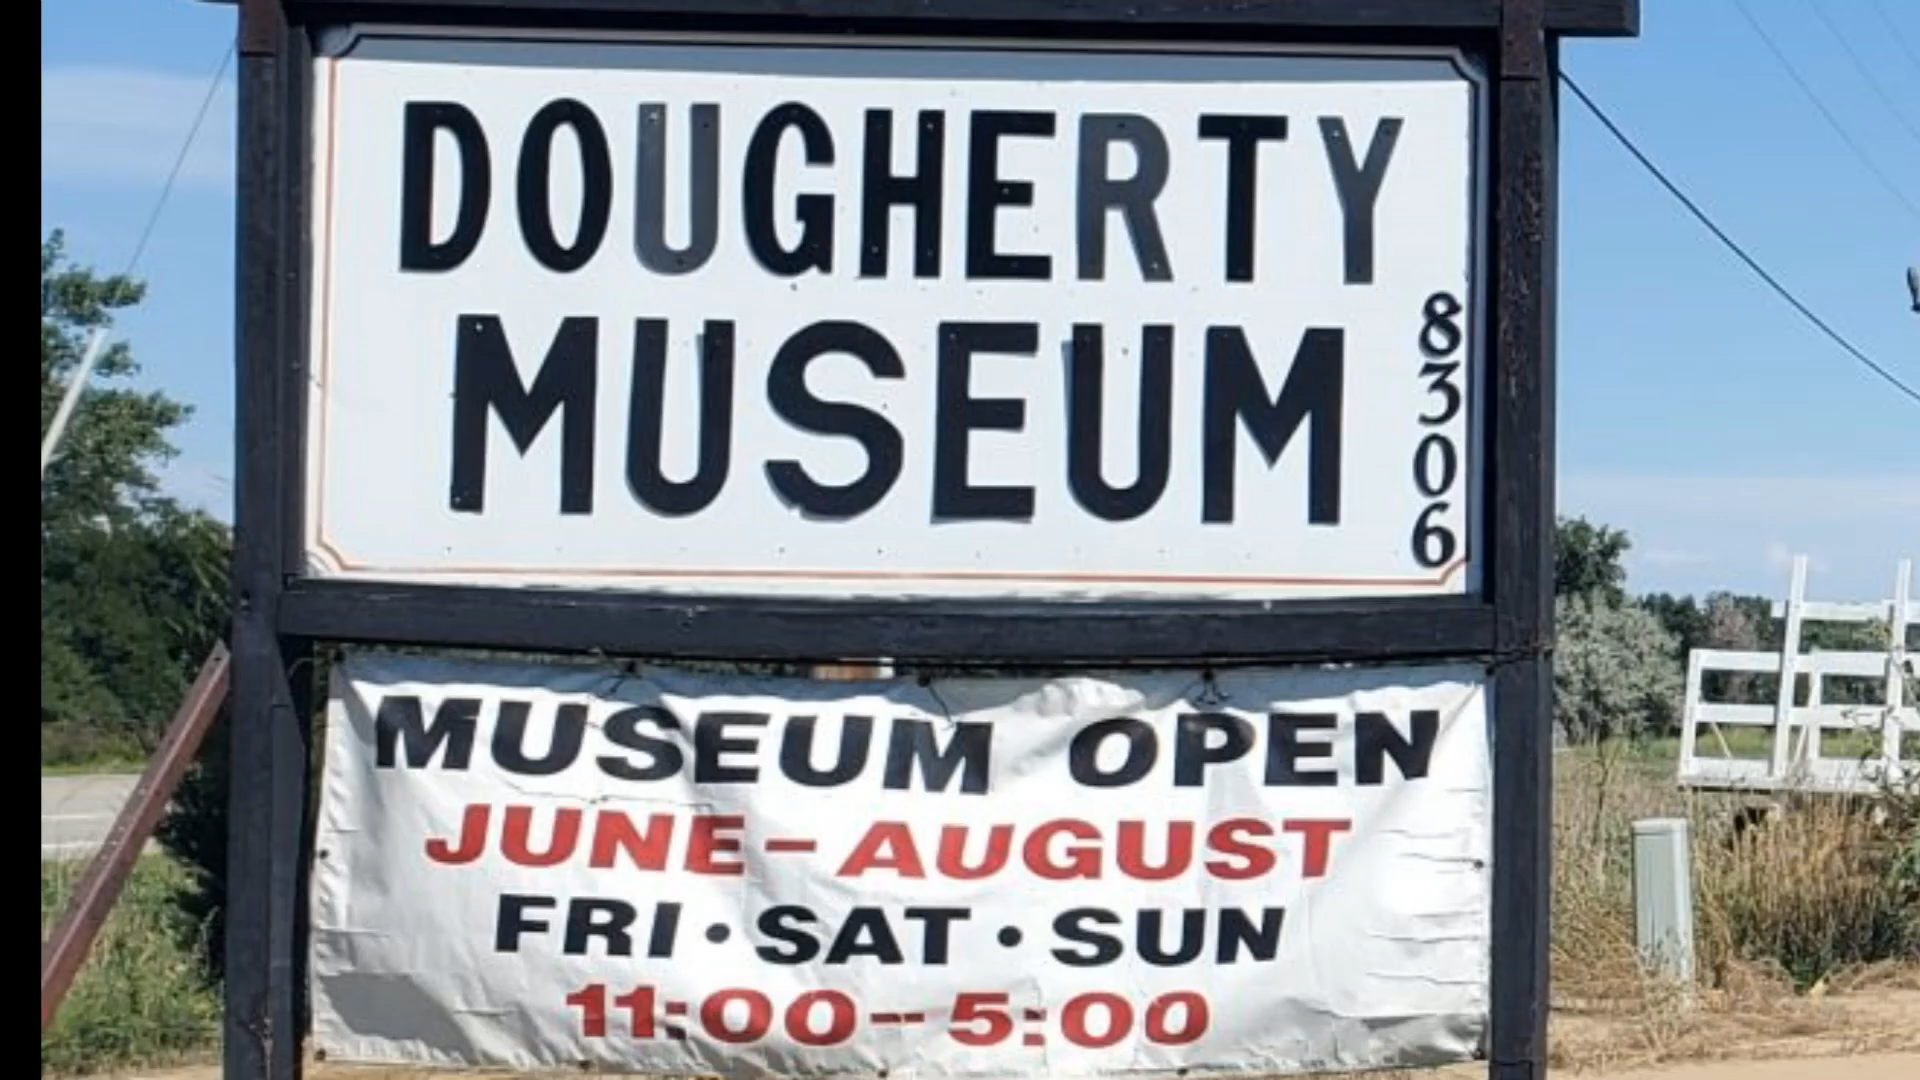 DOUGHERTY
MUSEUM
8306
MUSEUM OPEN
JUNE-AUGUST
FRI•SAT•SUN
11:00-5:00